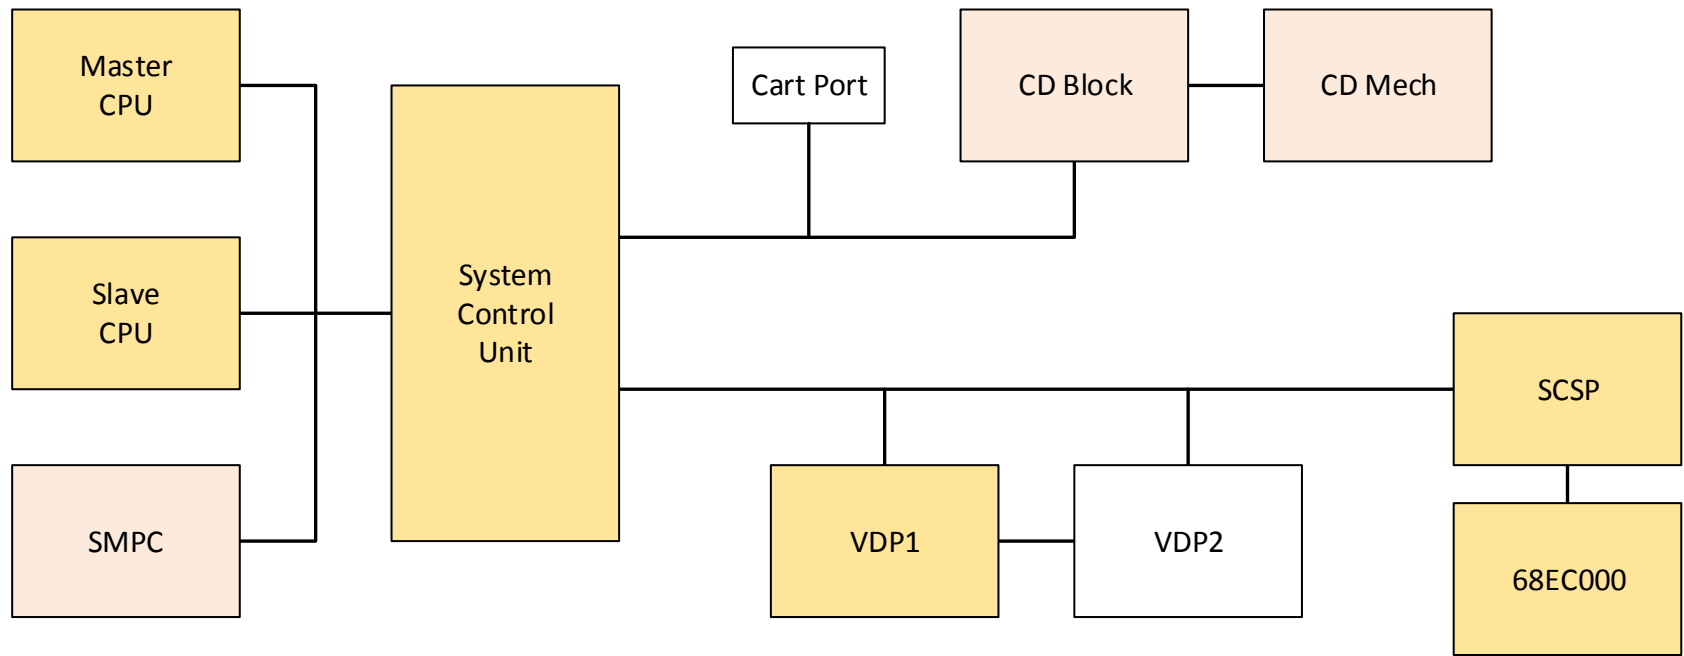 Master
CPU
Cart Port
CD Block
CD Mech
Slave
CPU
System
Control
Unit
SCSP
SMPC
VDP1
VDP2
68EC000